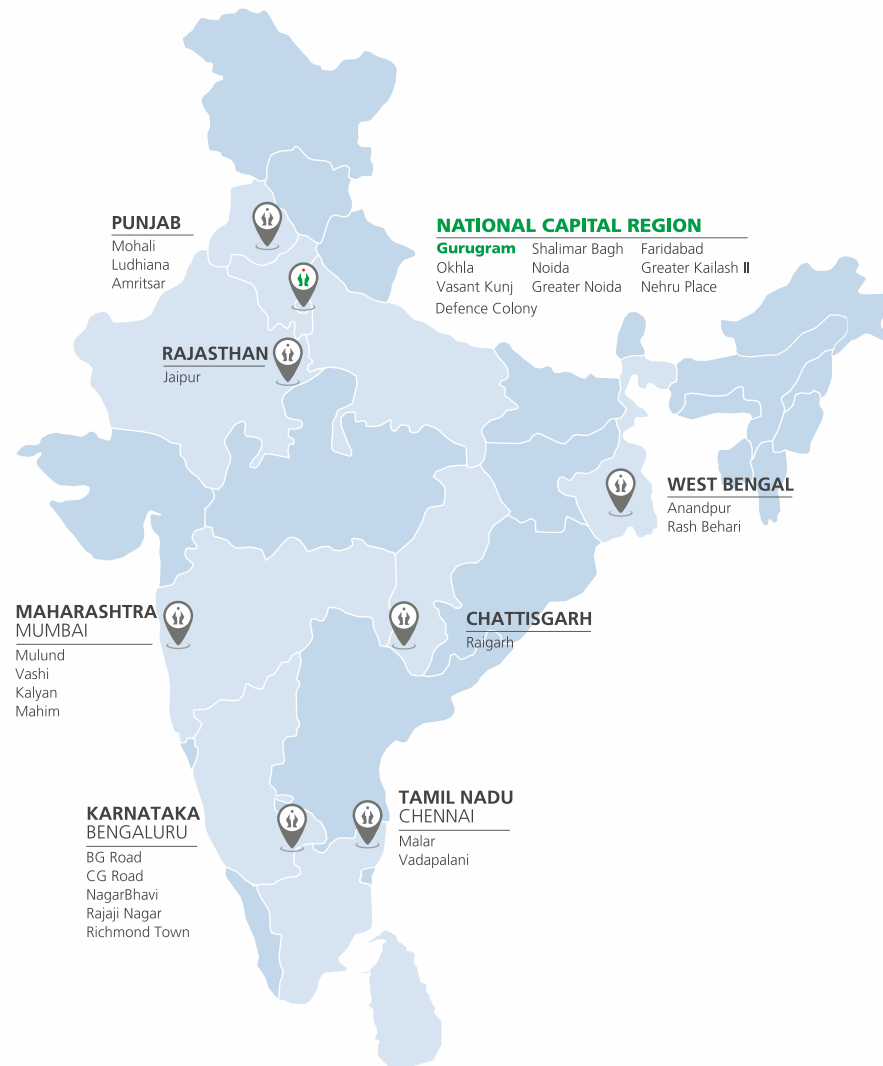 PUNJAB
Mohali
Ludhiana
Amritsar
NATIONAL CAPITAL REGION
Gurugram Shalimar Bagh Faridabad
Okhla Noida Greater Kailash II
Vasant Kunj Greater Noida Nehru Place
Defence Colony
RAJASTHAN
Jaipur
WEST BENGAL
Anandpur
Rash Behari
MAHARASHTRA
MUMBAI
Mulund
Vashi
Kalyan
Mahim
CHATTISGARH
Raigarh
KARNATAKA
BENGALURU
BG Road
CG Road
NagarBhavi
Rajaji Nagar
Richmond Town
TAMIL NADU
CHENNAI
Malar
Vadapalani